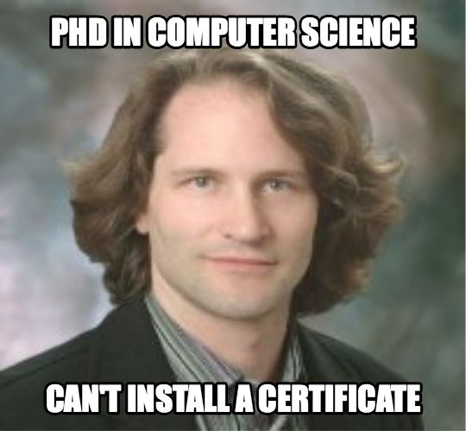 PHD IN COMPUTER SCIENCE
CAN'T INSTALL A CERTIFICATE